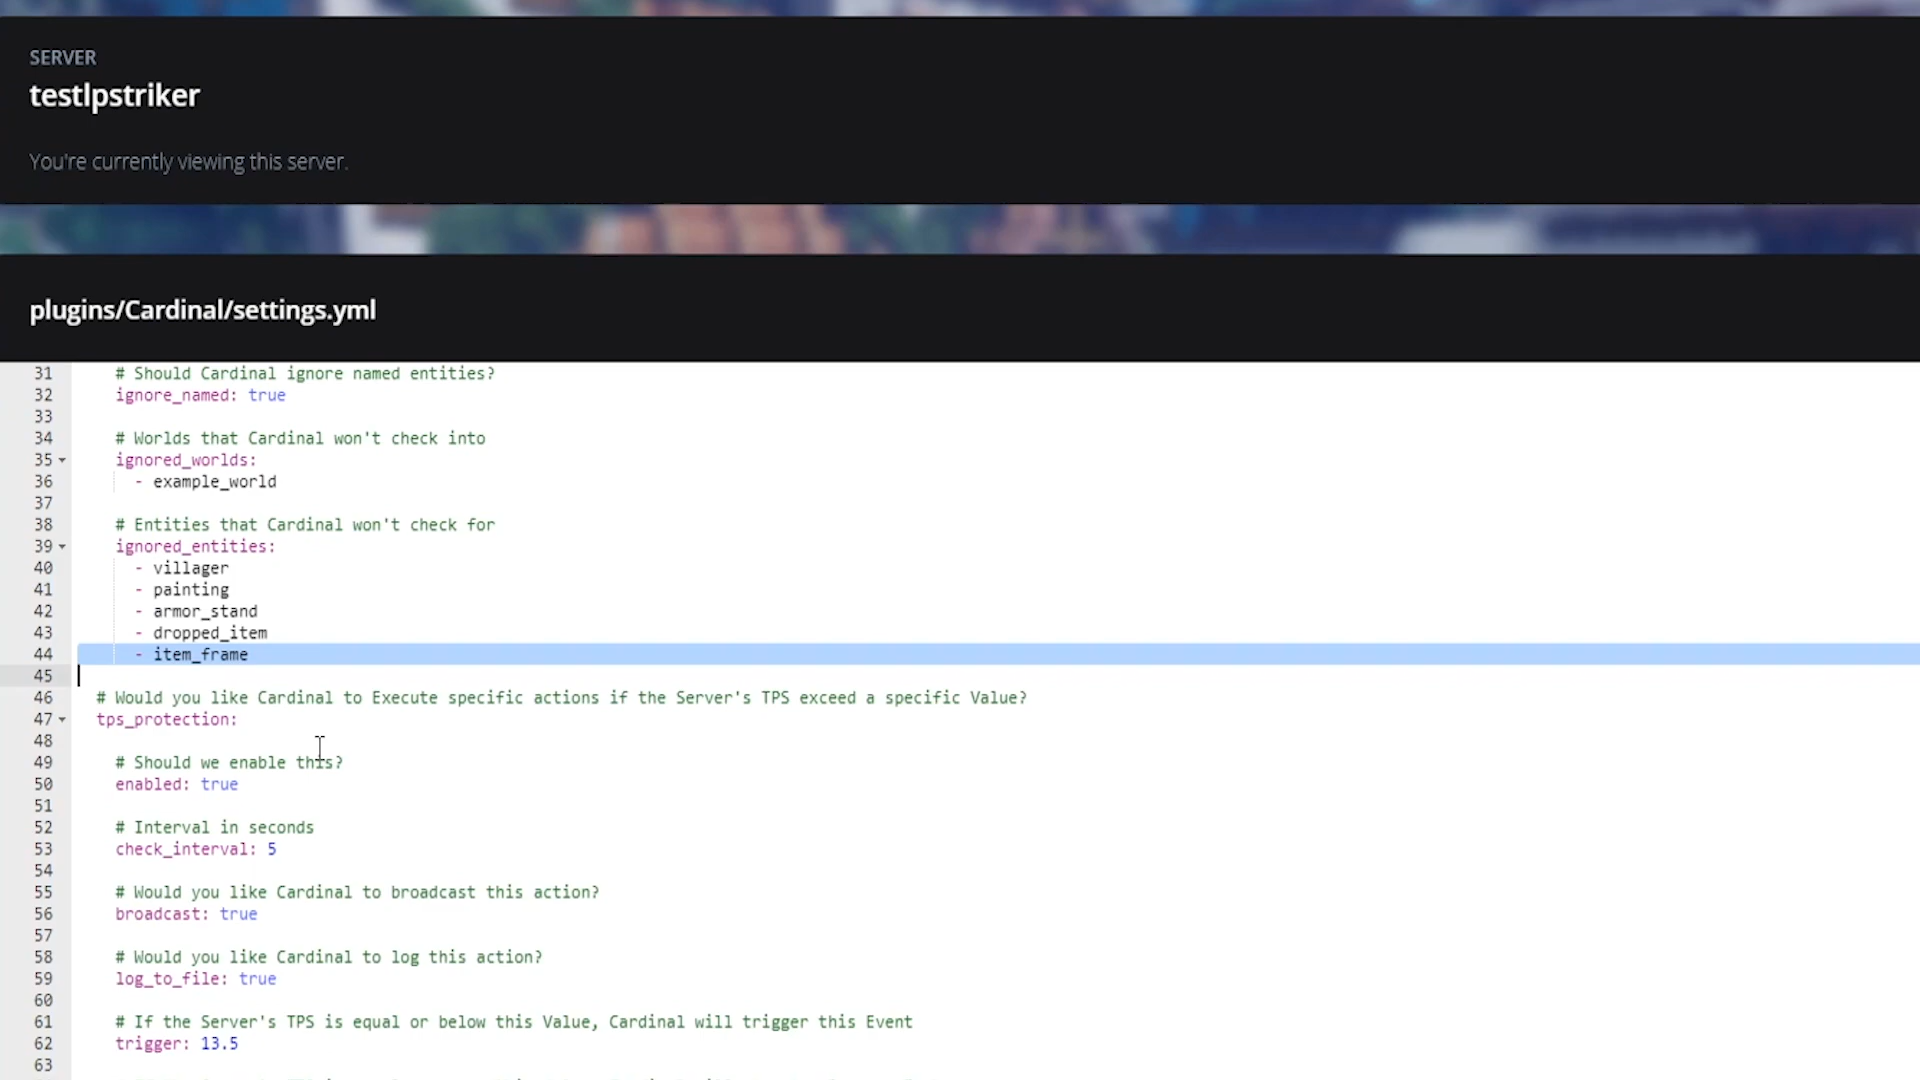 SERVER
testlpstriker
You're currently viewing this server.
plugins/Cardinal/settings.yml
31 # Should Cardinal ignore named entities?
32 ignore_named: true
33
34 # Worlds that Cardinal won't check into
35 ignored_worlds:
36 - example_world
37
38 # Entities that Cardinal won't check for
39 ignored_entities:
40 - villager
41 - painting
42 - armor_stand
43 - dropped_item
44 - item_frame
45
46 # Would you like Cardinal to Execute specific actions if the Server's TPS exceed a specific Value?
47 tps_protection:
48
49 # Should we enable this?
50 enabled: true
51
52 # Interval in seconds
53 check_interval: 5
54
55 # Would you like Cardinal to broadcast this action?
56 broadcast: true
57
58 # Would you like Cardinal to log this action?
59 log_to_file: true
60
61 # If the Server's TPS is equal or below this Value, Cardinal will trigger this Event
62 trigger: 13.5
63